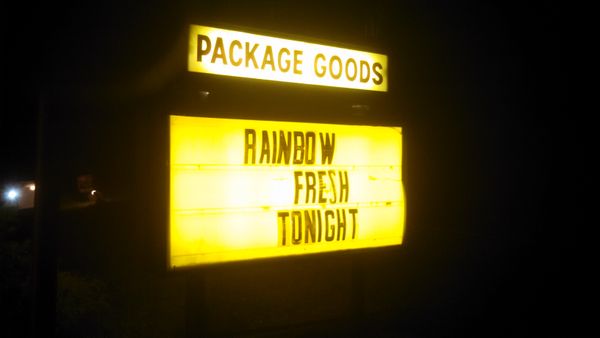 PACKAGE GOODS
RAINBOW
FRESH
TONIGHT